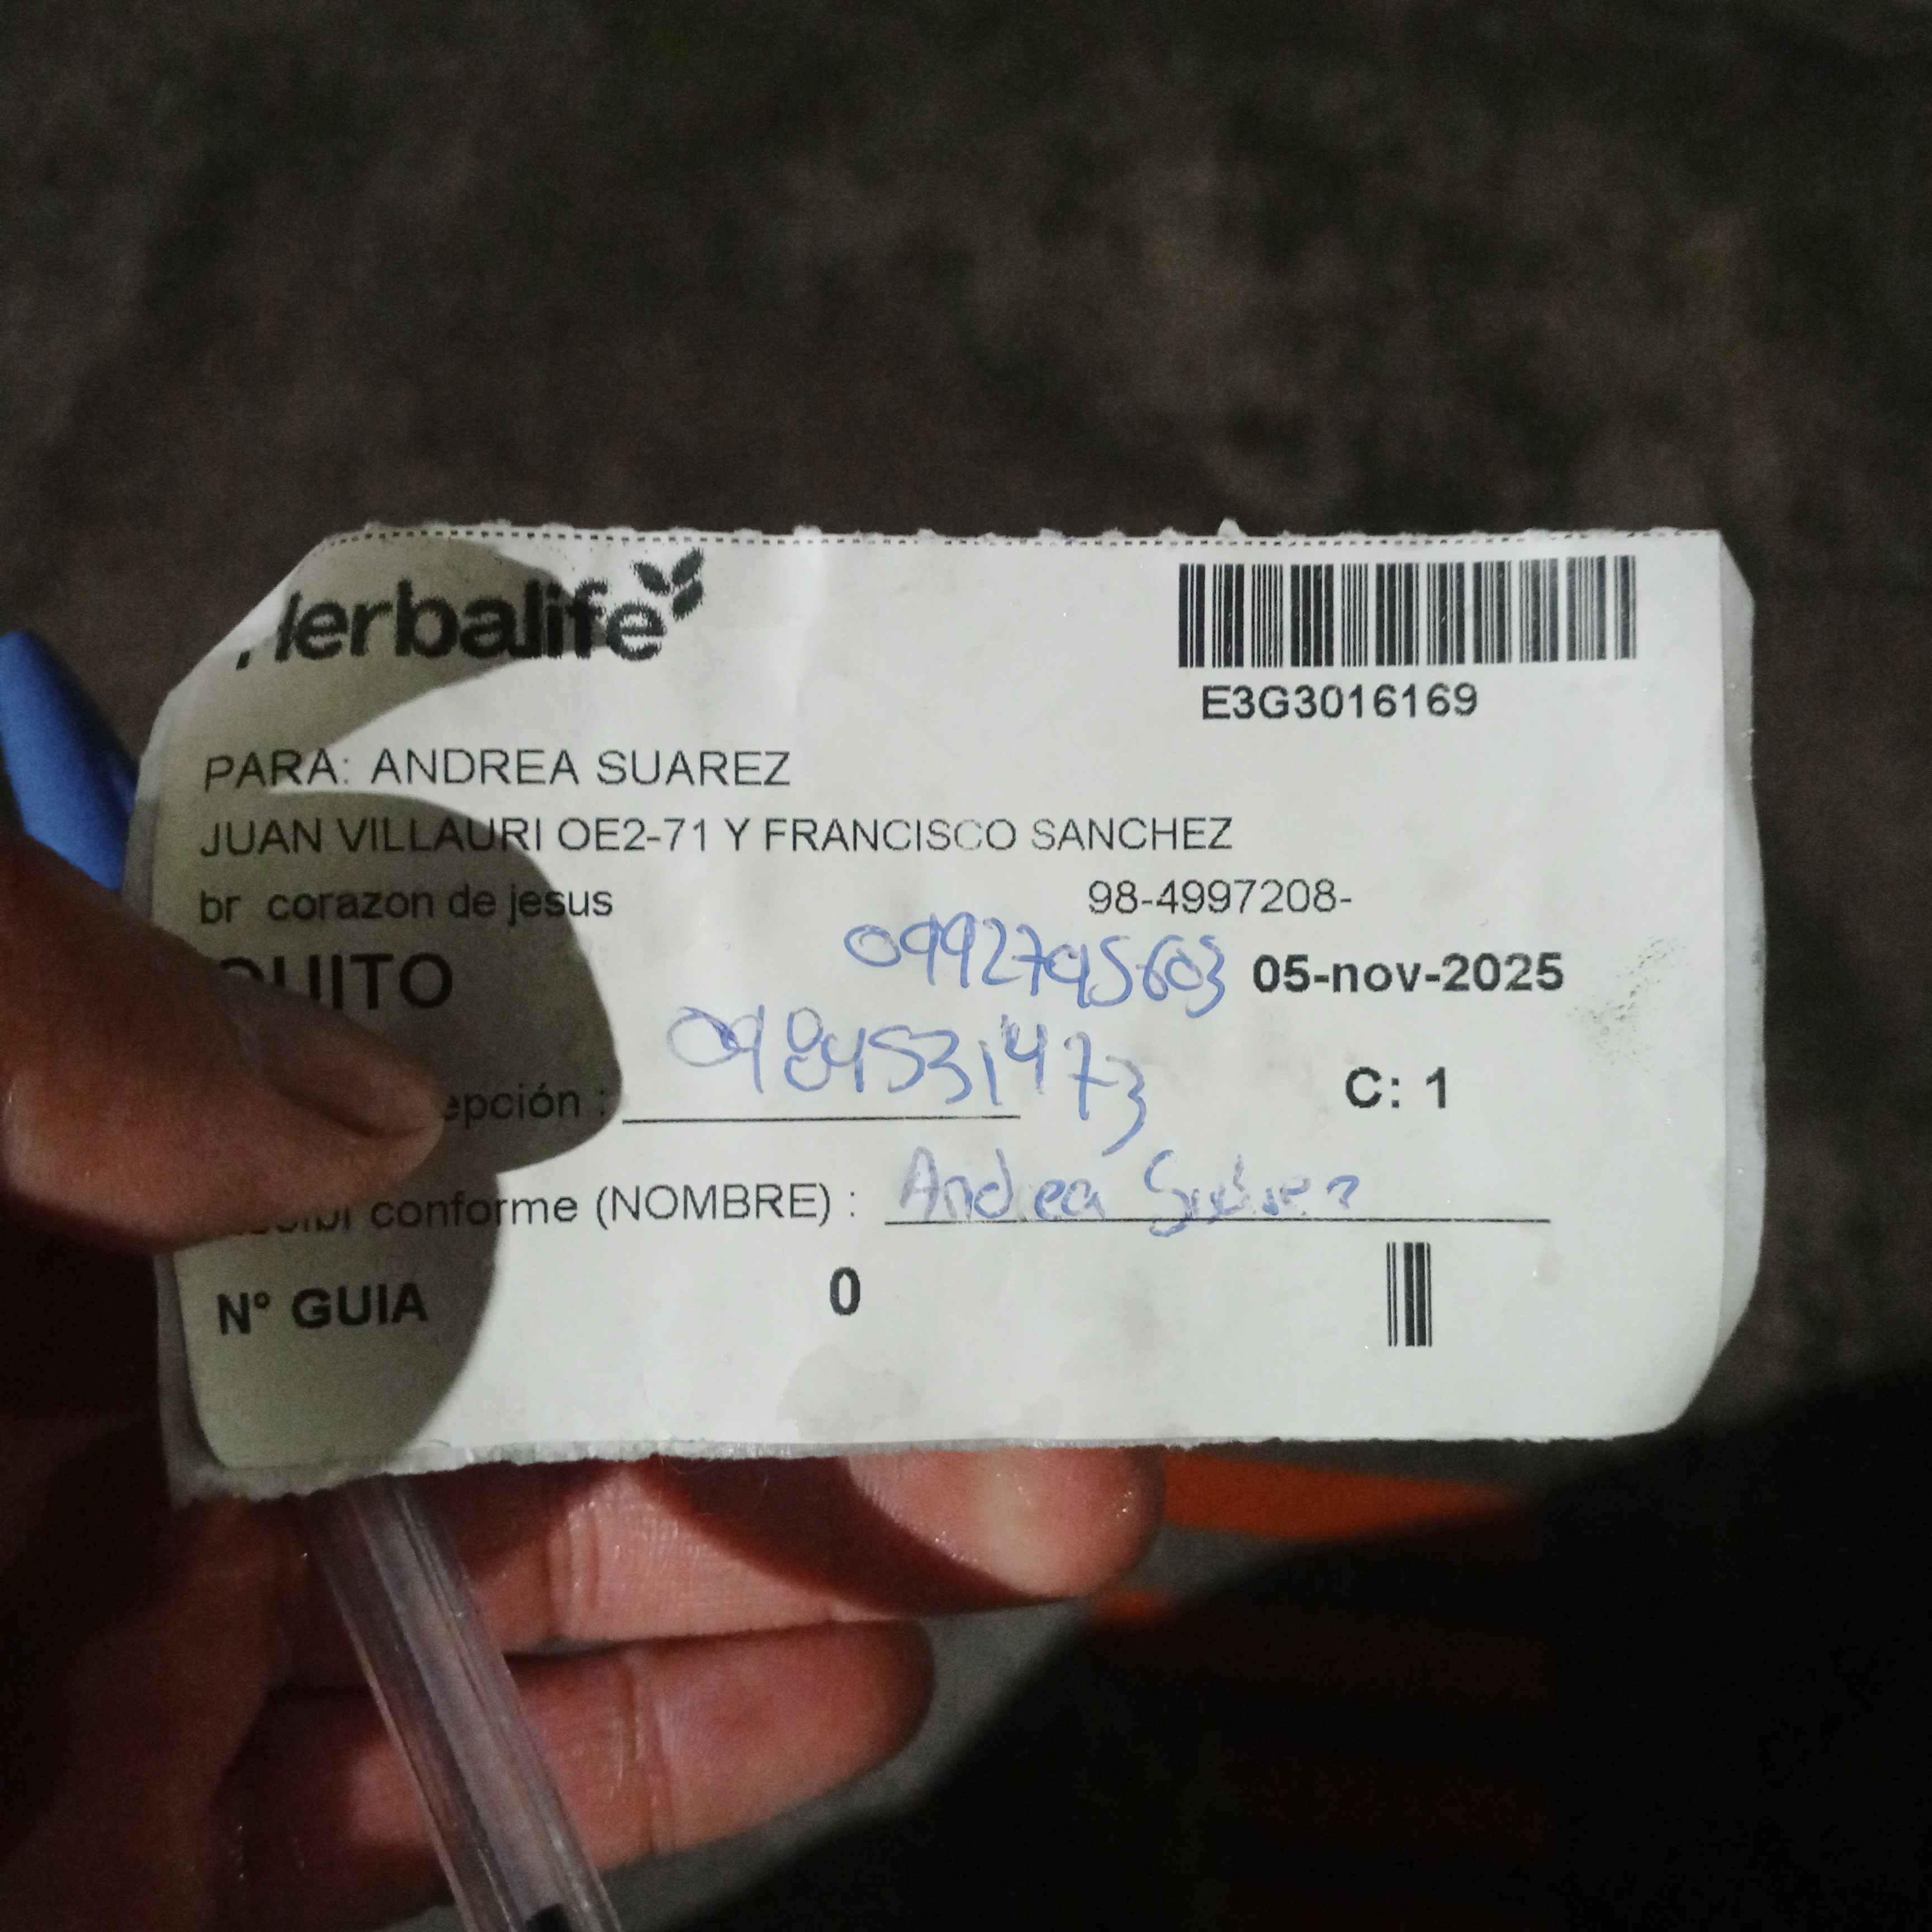 Herbalife
E3G3016169
PARA: ANDREA SUAREZ
JUAN VILLAURI OE2-71 Y FRANCISCO SANCHEZ
br corazon de jesus 98-4997208-
QUITO 0992795603 05-nov-2025
0984531473
epción : C: 1
conforme (NOMBRE) : Andrea Suarez
N° GUIA 0